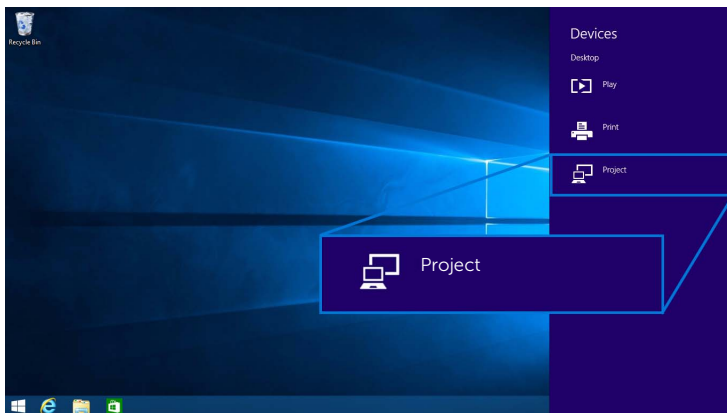 Recycle Bin
Devices
Desktop
Play
Print
Project
Project